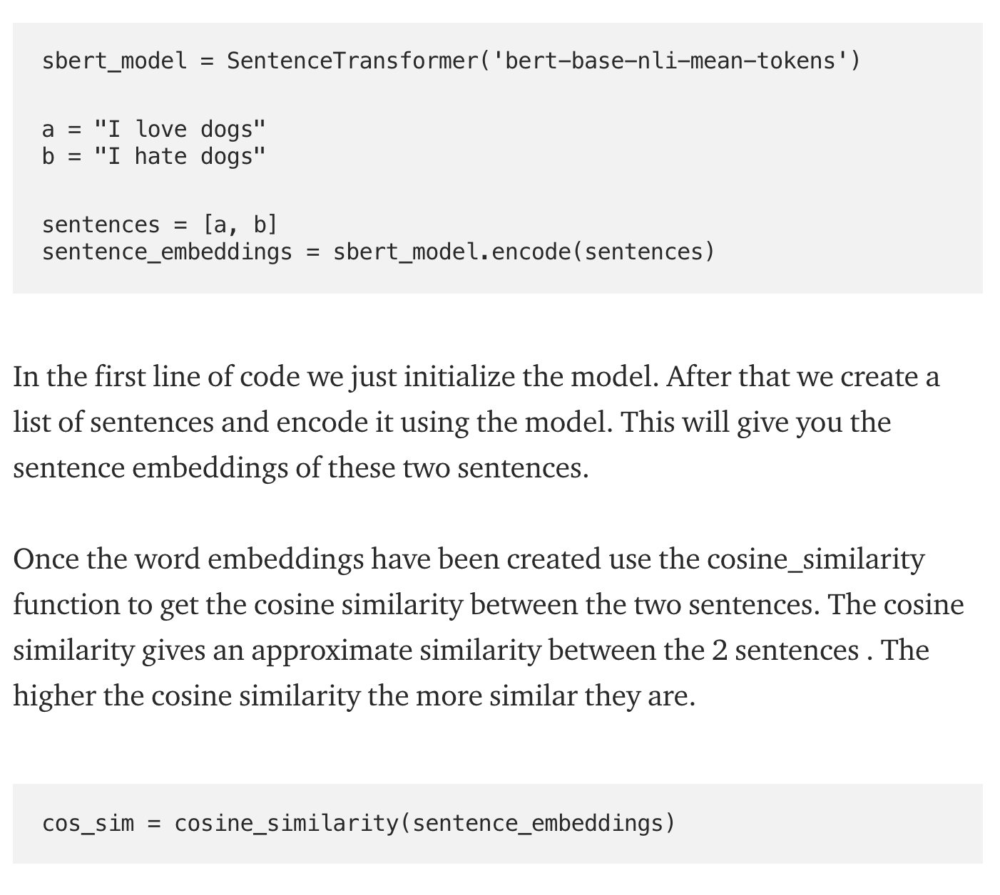 sbert_model = SentenceTransformer('bert-base-nli-mean-tokens')
a = "I love dogs"
b = "I hate dogs"
sentences = [a, b]
sentence_embeddings = sbert_model.encode(sentences)
In the first line of code we just initialize the model. After that we create a
list of sentences and encode it using the model. This will give you the
sentence embeddings of these two sentences.
Once the word embeddings have been created use the cosine_similarity
function to get the cosine similarity between the two sentences. The cosine
similarity gives an approximate similarity between the 2 sentences . The
higher the cosine similarity the more similar they are.
cos_sim = cosine_similarity(sentence_embeddings)